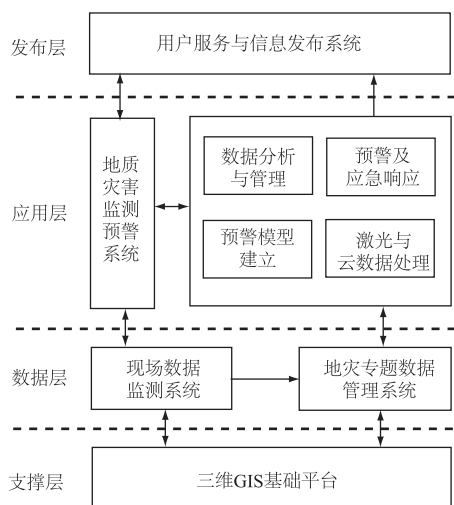 发布层
用户服务与信息发布系统
应用层
地质
灾害
监测
预警
系统
数据分析
与管理
预警及
应急响应
预警模型
建立
激光与
云数据处理
数据层
现场数据
监测系统
地灾专题数据
管理系统
支撑层
三维GIS基础平台